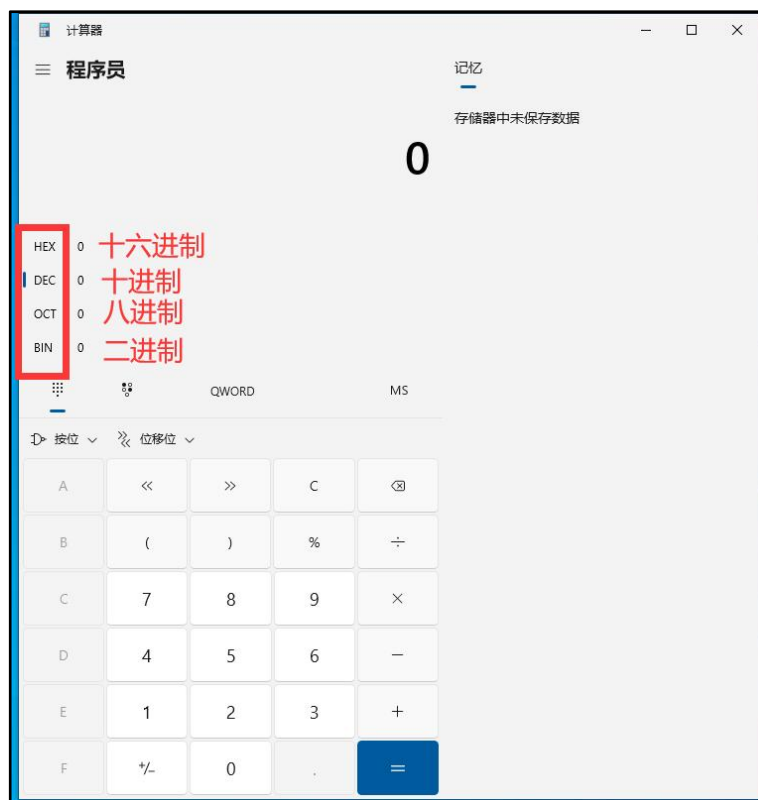 计算器
程序员
记忆
存储器中未保存数据
0
HEX 0 十六进制
DEC 0 十进制
OCT 0 八进制
BIN 0 二进制
QWORD MS
按位 位移位
A << >> C
B ( ) % ÷
C 7 8 9 ×
D 4 5 6 −
E 1 2 3 +
F +/− 0 . =